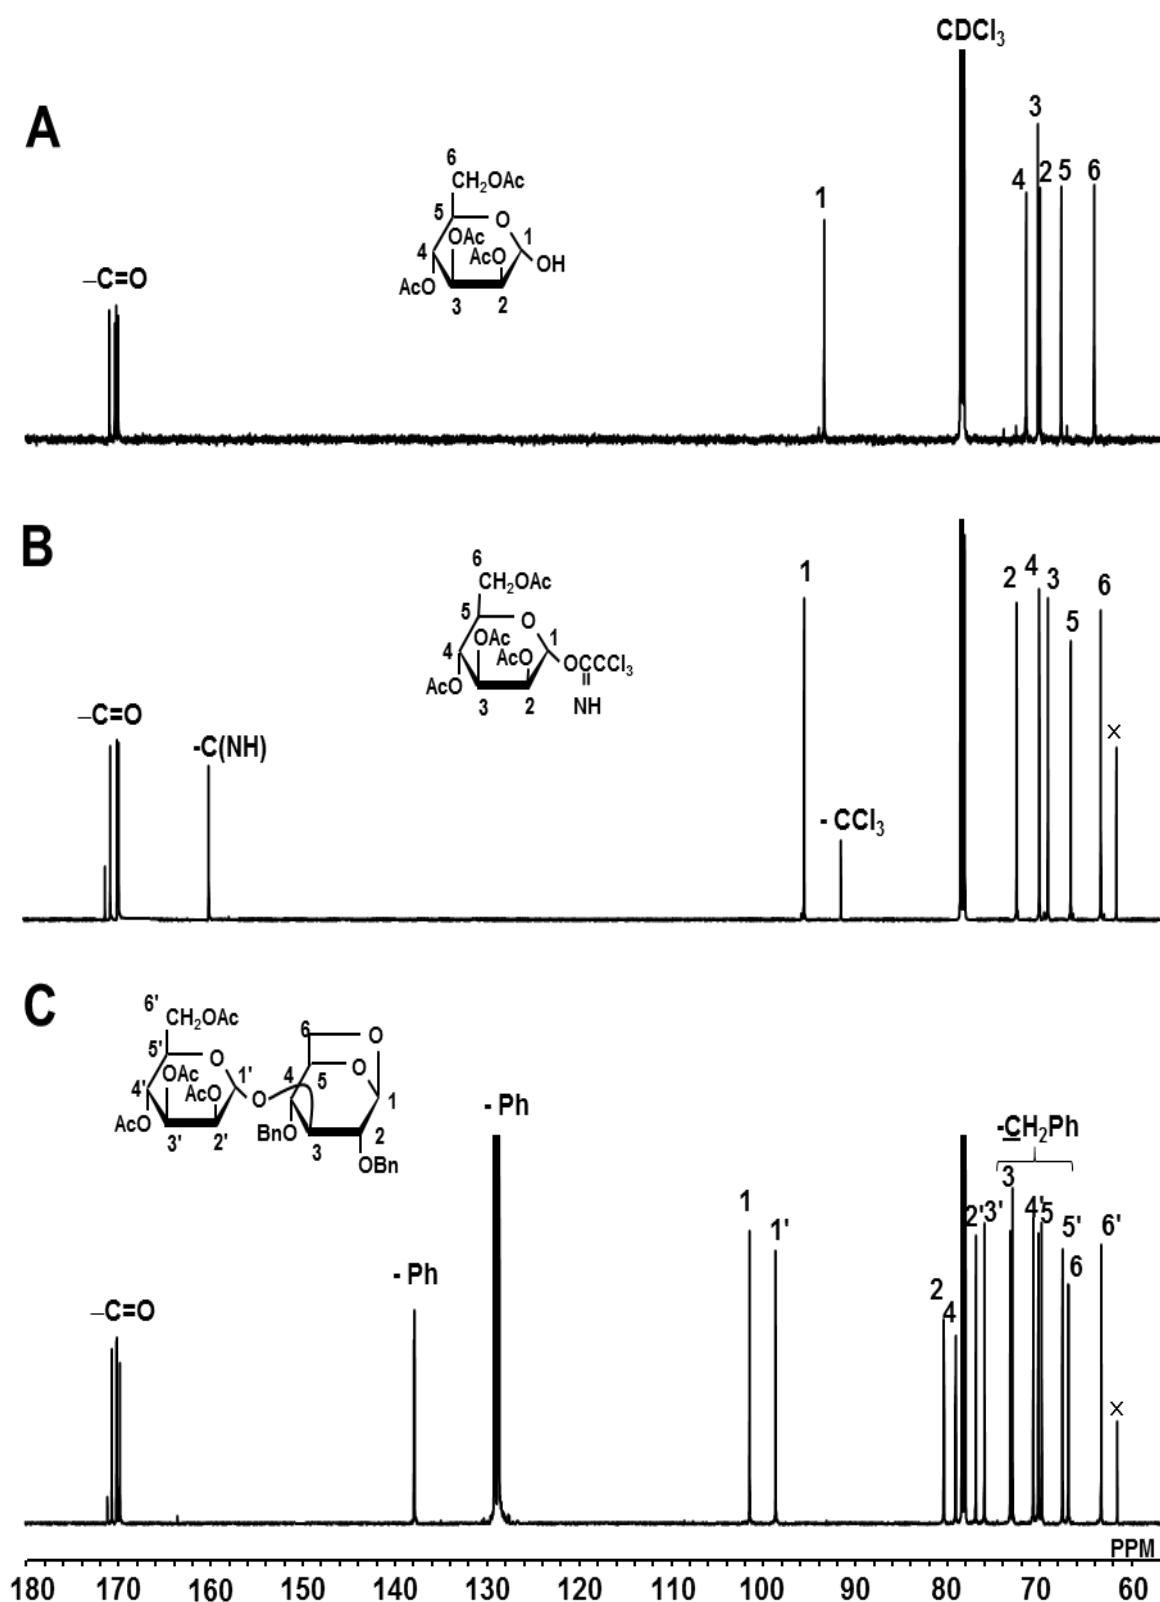 CDCl3
A
3
6
CH2OAc
4
2
5
6
1
5
O
OAc
1
4
AcO
OH
–C=O
AcO
3
2
B
6
CH2OAc
1
2
4
3
6
5
O
5
OAc
1
4
AcO
OCCCl3
AcO
NH
3
2
–C=O
×
-C(NH)
- CCl3
C
6'
CH2OAc
6
O
5'
O
O
4
5
1'
OAc
4'
AcO
O
1
- Ph
AcO
BnO
2
3'
2'
3
OBn
-CH2Ph
3
1
2'
3'
4'
5
5'
6'
1'
6
- Ph
2
4
–C=O
×
PPM
180 170 160 150 140 130 120 110 100 90 80 70 60